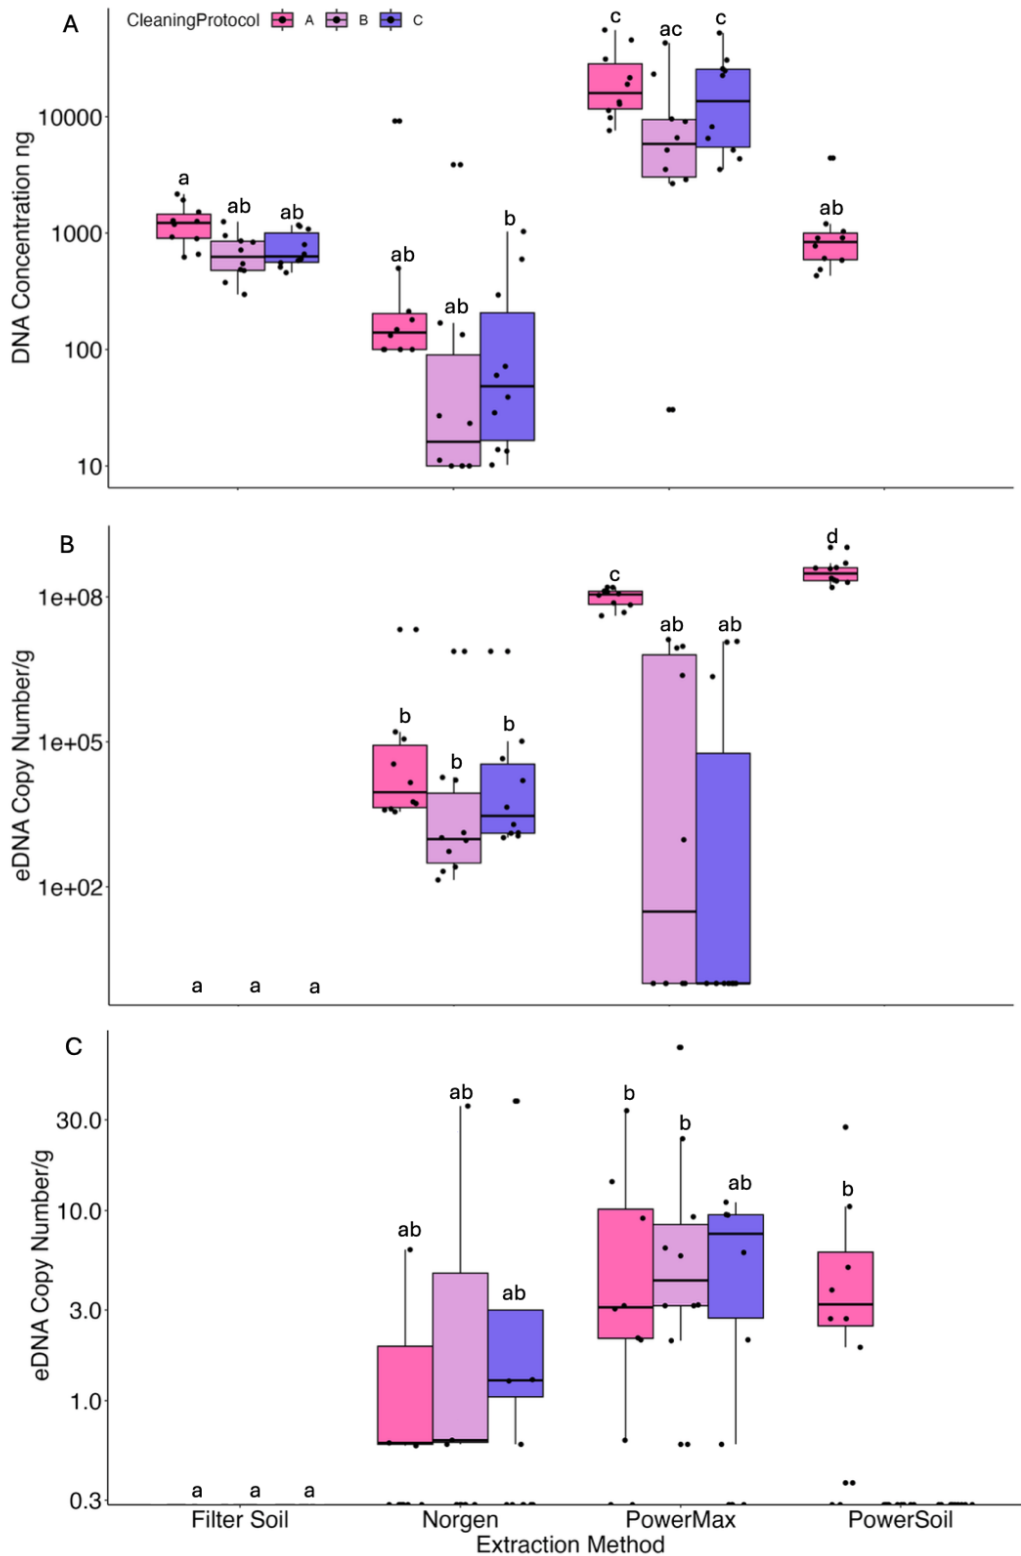 A CleaningProtocol A B C
c ac c
10000
a ab ab ab
1000
b
ab ab
100
10
DNA Concentration ng
B
d
c
1e+08
ab ab
b b
b
1e+05
1e+02
a a a
eDNA Copy Number/g
C
ab b
30.0
b
ab b
10.0
ab
ab
3.0
1.0
a a a
0.3
eDNA Copy Number/g
Filter Soil Norgen PowerMax PowerSoil
Extraction Method